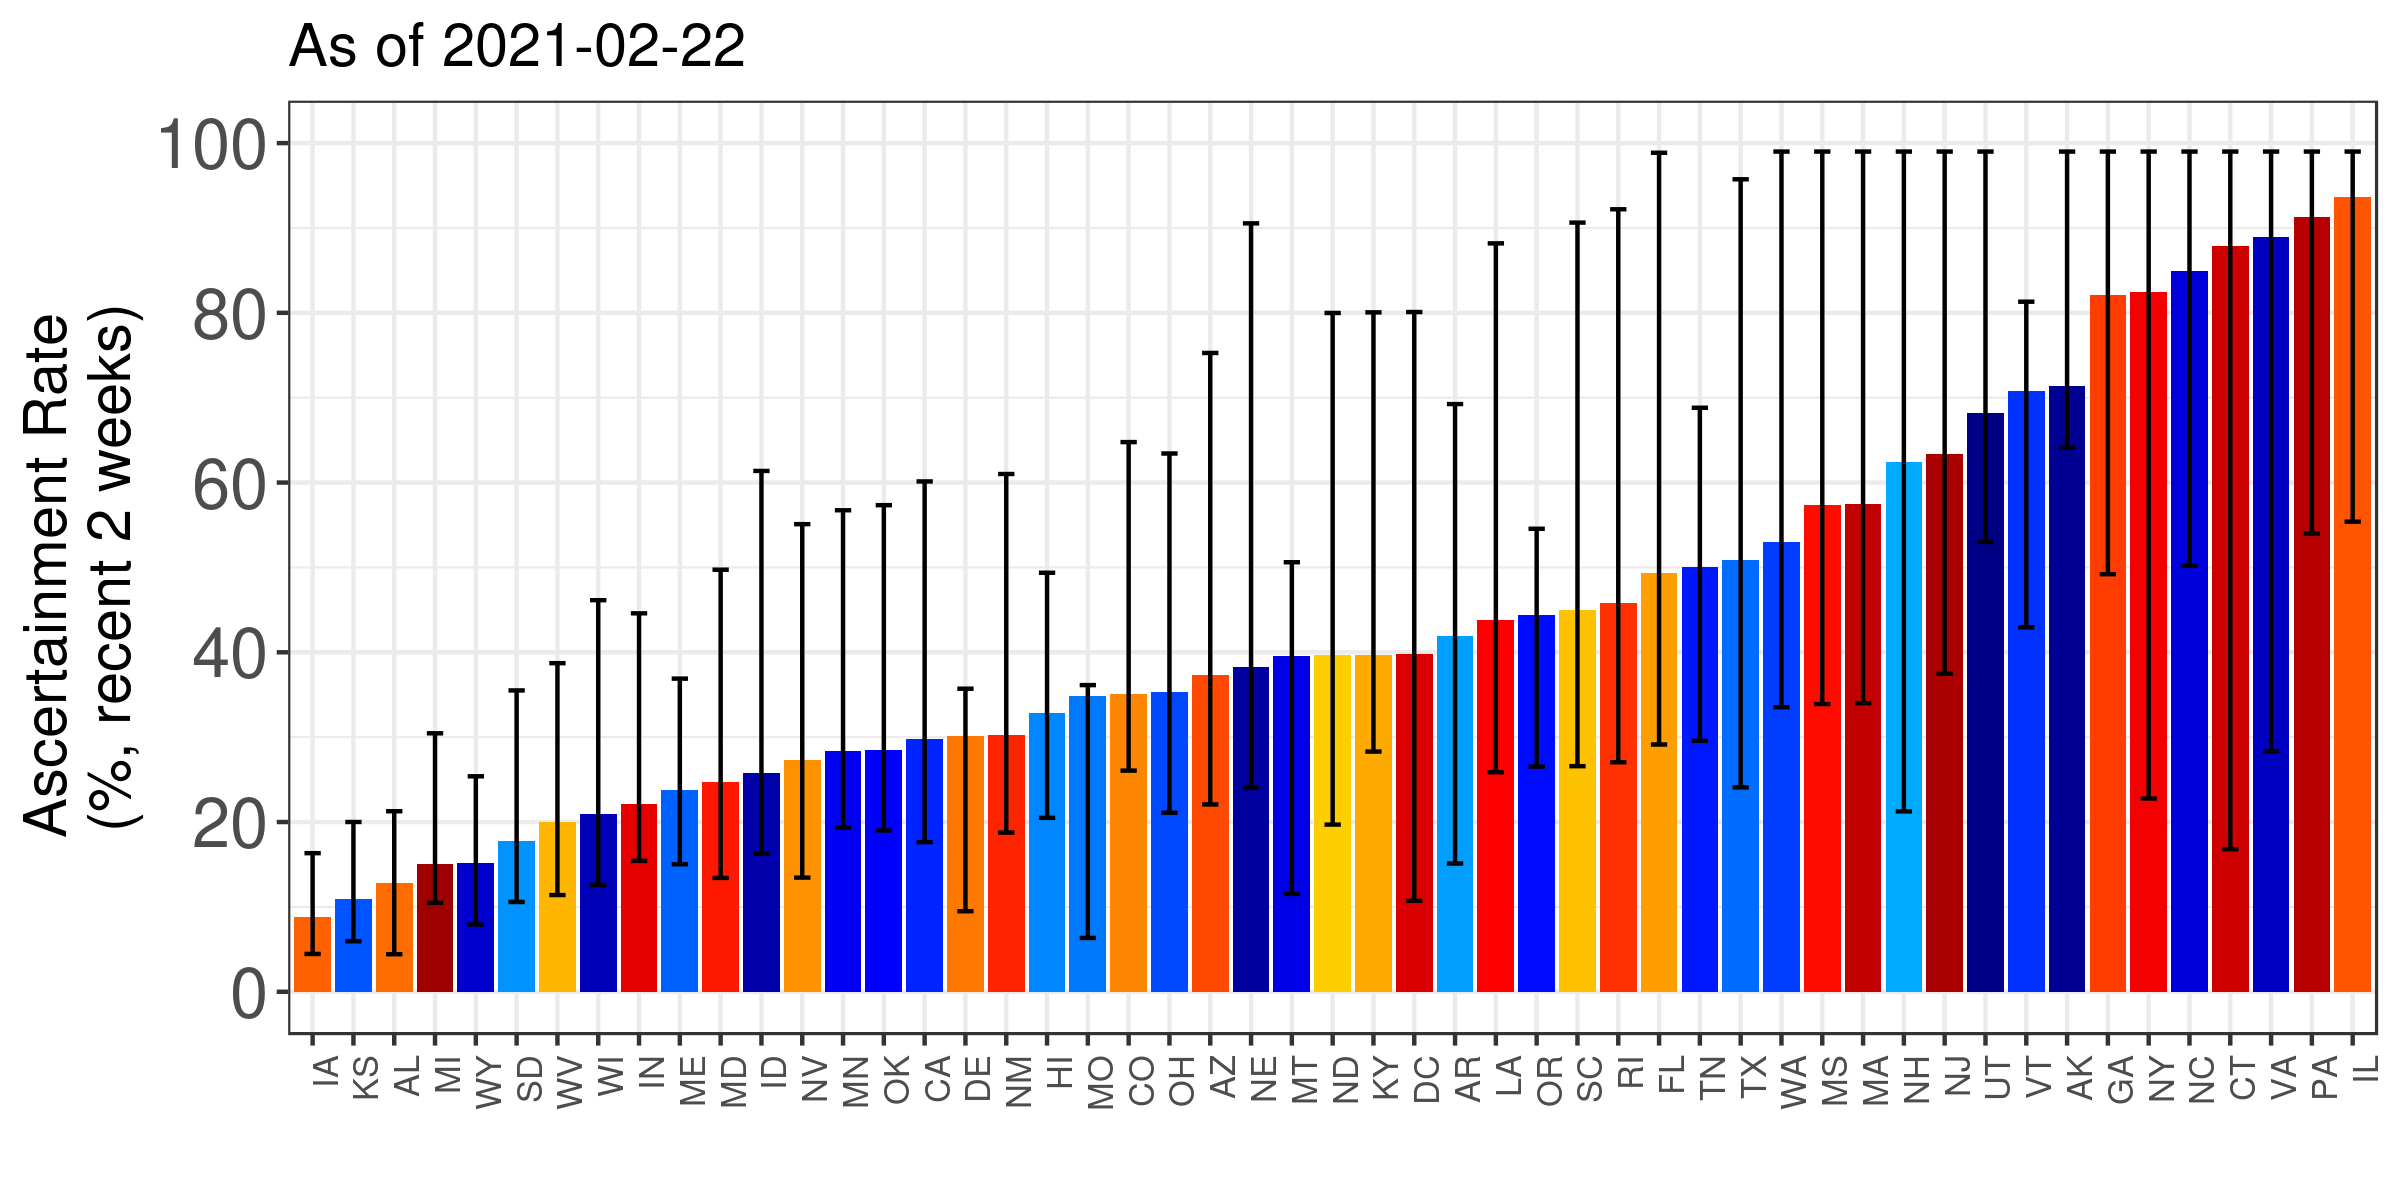 As of 2021-02-22
Ascertainment Rate
(%, recent 2 weeks)
100
80
60
40
20
0
IA KS AL MI WY SD WV WI IN ME MD ID NV MN OK CA DE NM HI MO CO OH AZ NE MT ND KY DC AR LA OR SC RI FL TN TX WA MS MA NH NJ UT VT AK GA NY NC CT VA PA IL